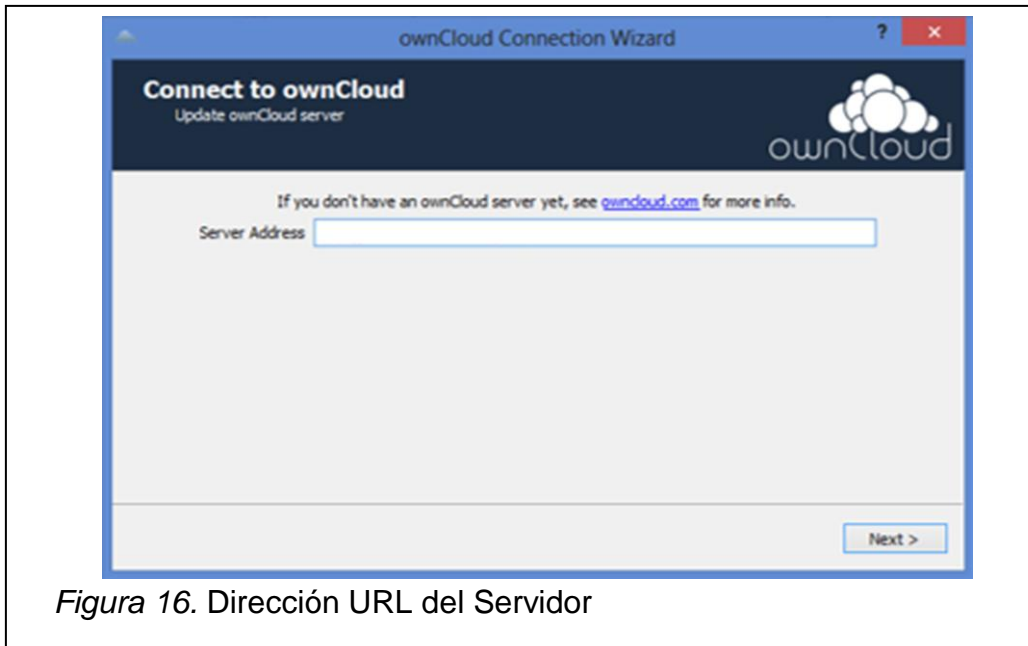 ownCloud Connection Wizard ? ×
Connect to ownCloud
Update ownCloud server
ownCloud
If you don't have an ownCloud server yet, see owncloud.com for more info.
Server Address
Next >
Figura 16. Dirección URL del Servidor